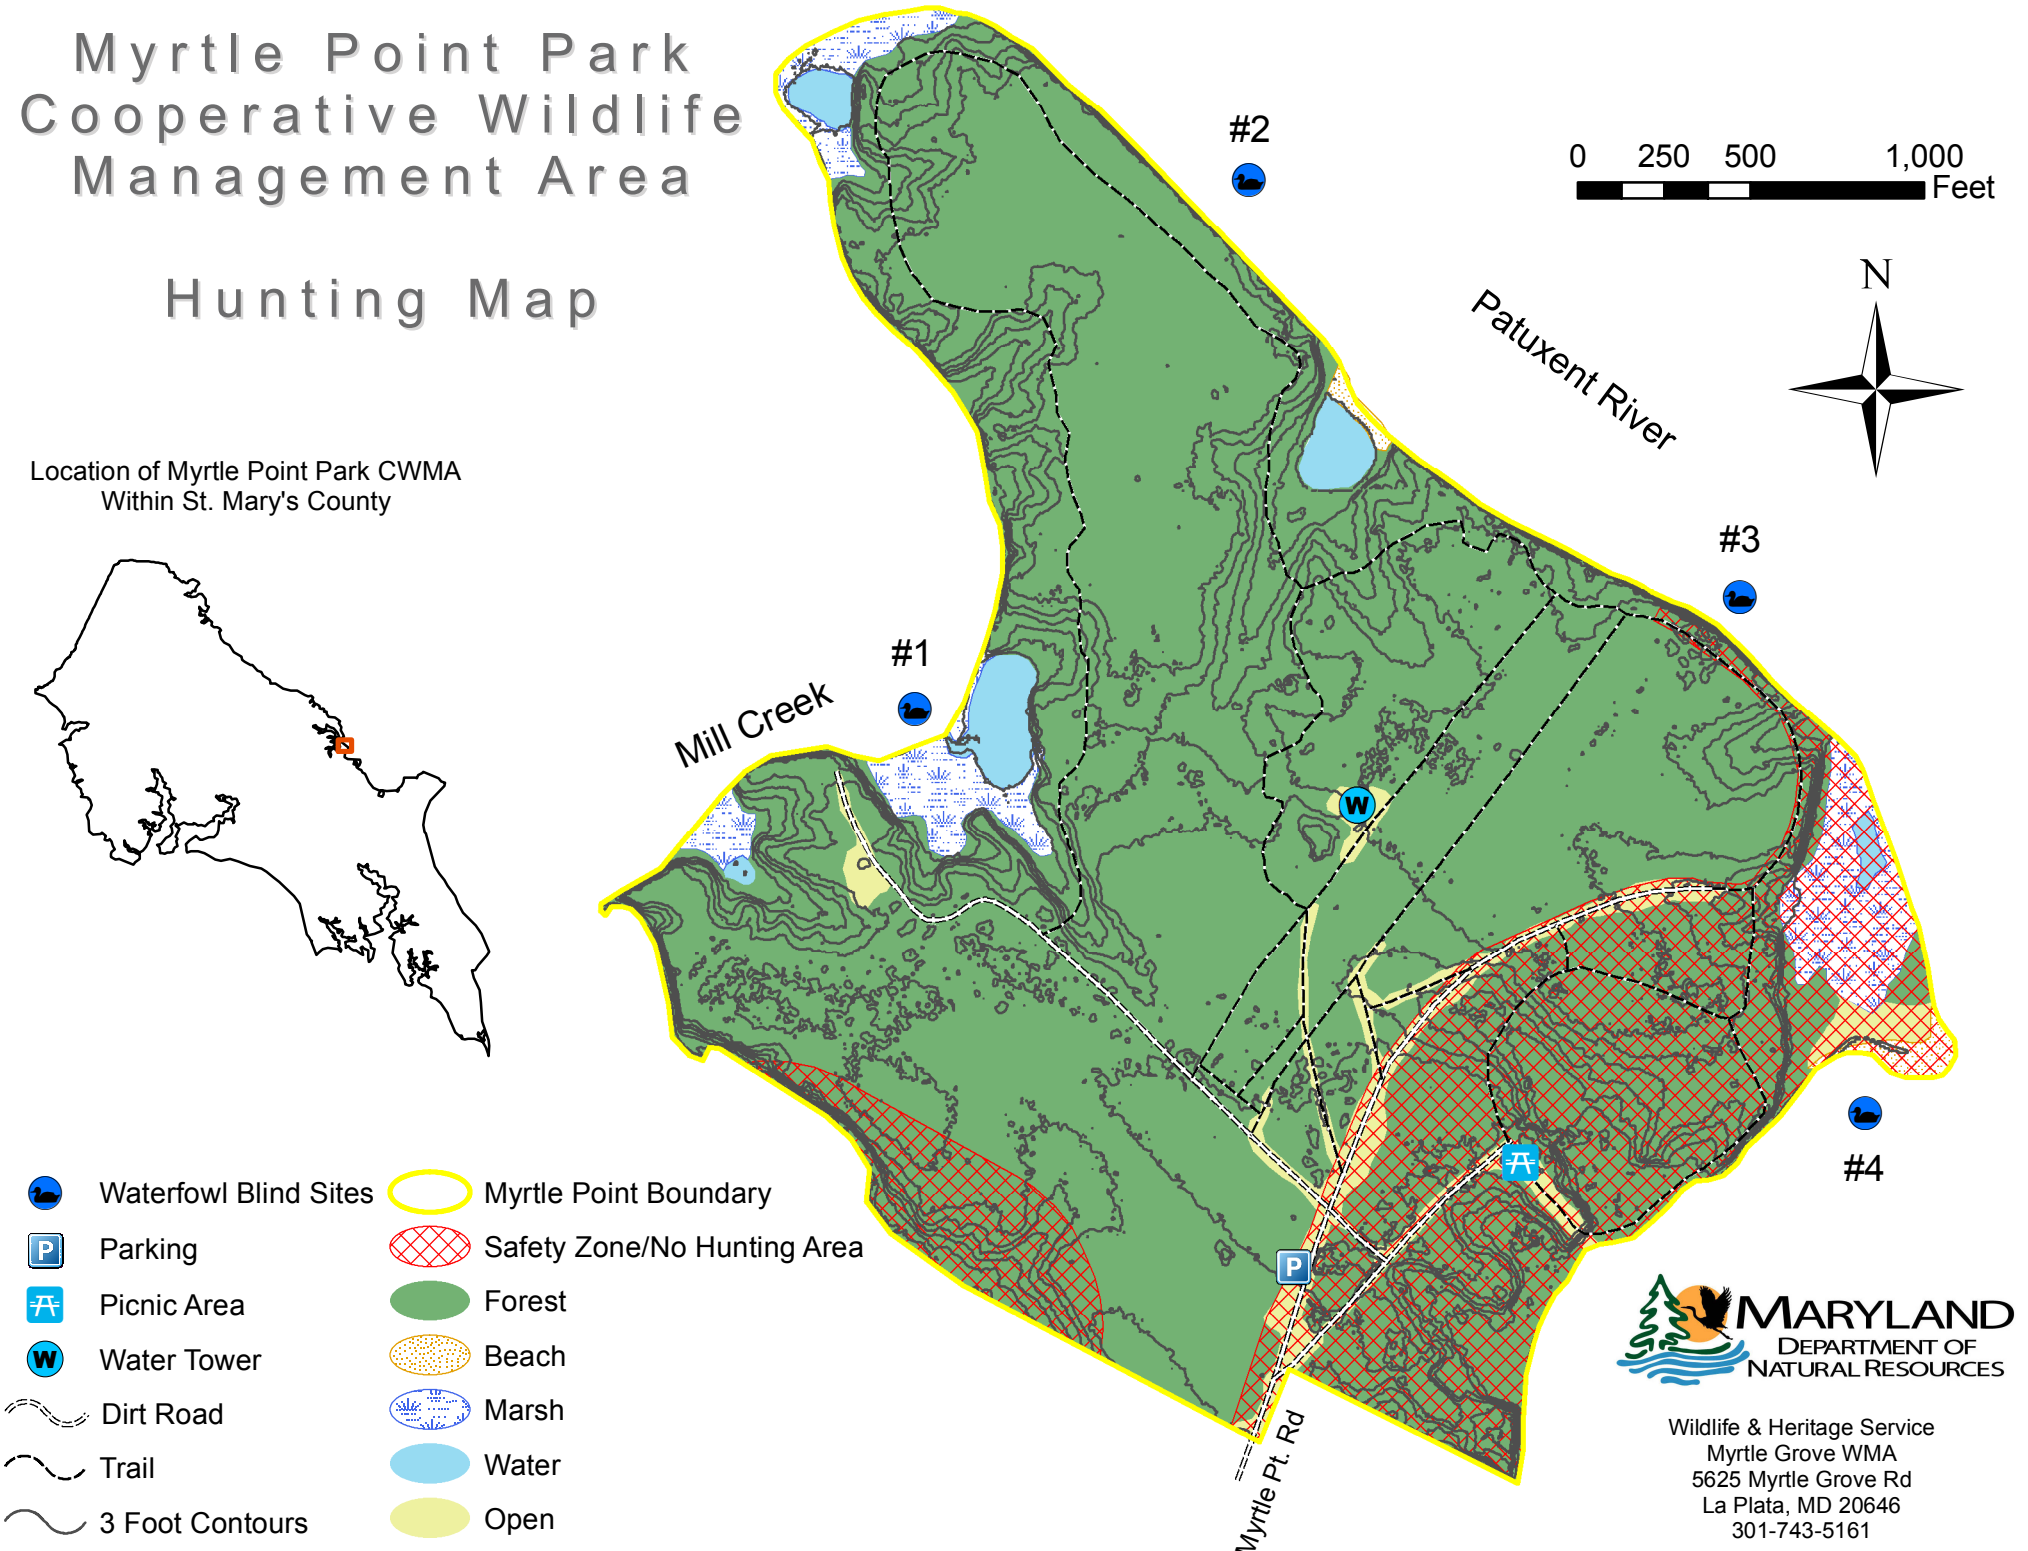 Myrtle Point Park
Cooperative Wildlife
Management Area
Hunting Map
#2
0 250 500 1,000
Feet
N
Patuxent River
Location of Myrtle Point Park CWMA
Within St. Mary's County
#3
#1
Mill Creek
W
#4
P
Myrtle Pt. Rd
Waterfowl Blind Sites
P Parking
Picnic Area
W Water Tower
Dirt Road
Trail
3 Foot Contours
Myrtle Point Boundary
Safety Zone/No Hunting Area
Forest
Beach
Marsh
Water
Open
MARYLAND
DEPARTMENT OF
NATURAL RESOURCES
Wildlife & Heritage Service
Myrtle Grove WMA
5625 Myrtle Grove Rd
La Plata, MD 20646
301-743-5161